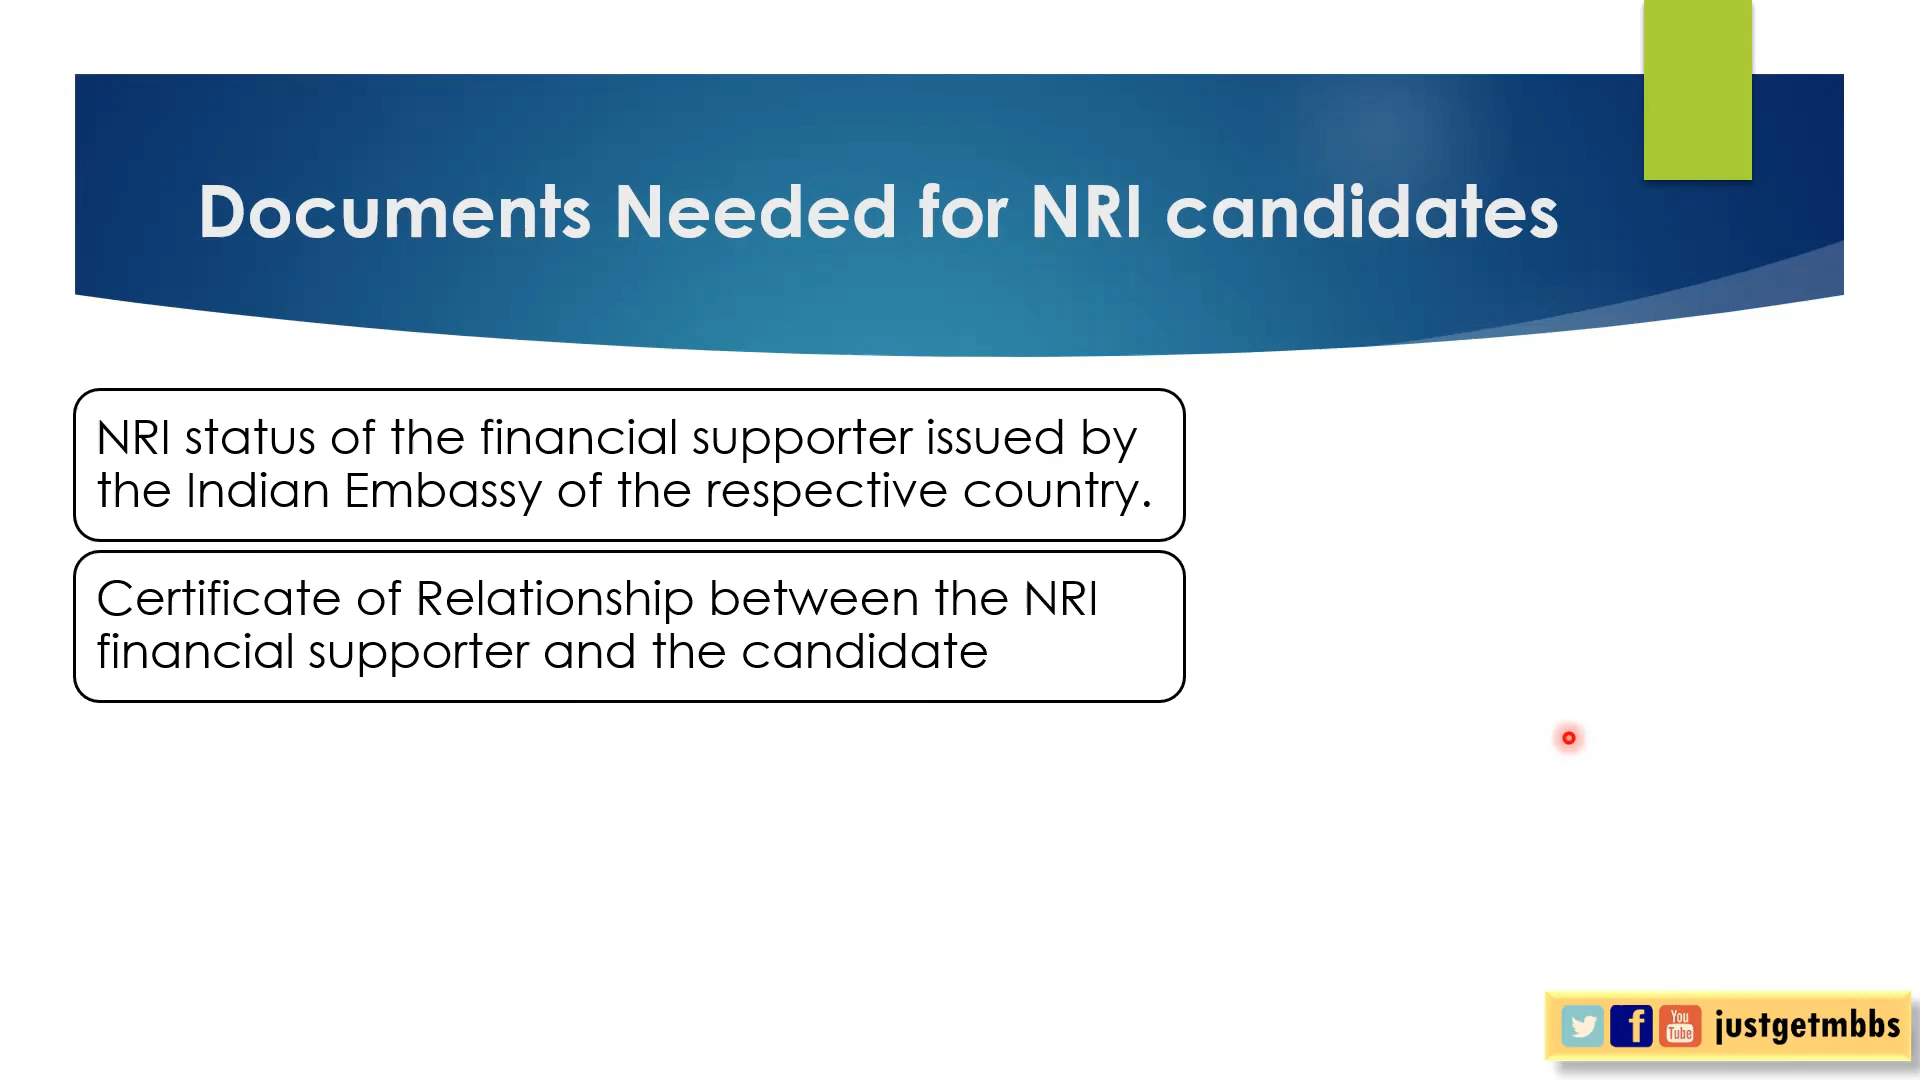 Documents Needed for NRI candidates
NRI status of the financial supporter issued by
the Indian Embassy of the respective country.
Certificate of Relationship between the NRI
financial supporter and the candidate
You
Tube
justgetmbbs